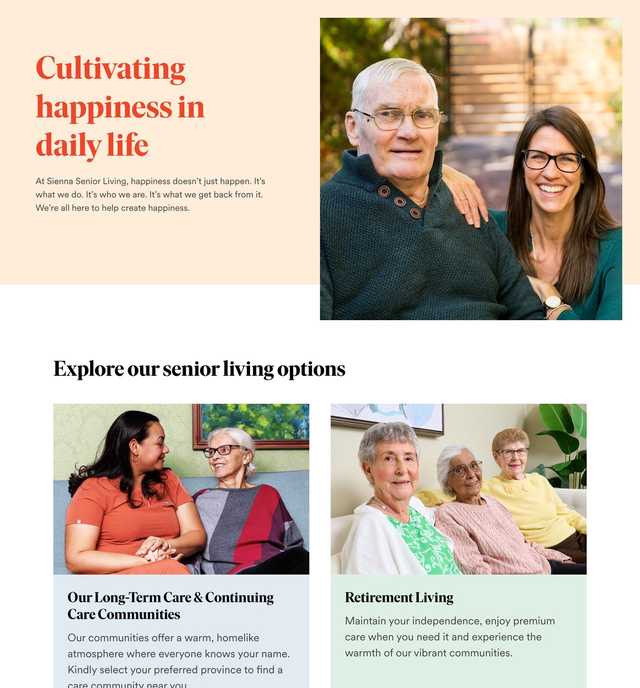 Cultivating
happiness in
daily life
At Sienna Senior Living, happiness doesn't just happen. It's
what we do. It's who we are. It's what we get back from it.
We're all here to help create happiness.
Explore our senior living options
Our Long-Term Care & Continuing
Care Communities
Our communities offer a warm, homelike
atmosphere where everyone knows your name.
Kindly select your preferred province to find a
care community near you.
Retirement Living
Maintain your independence, enjoy premium
care when you need it and experience the
warmth of our vibrant communities.